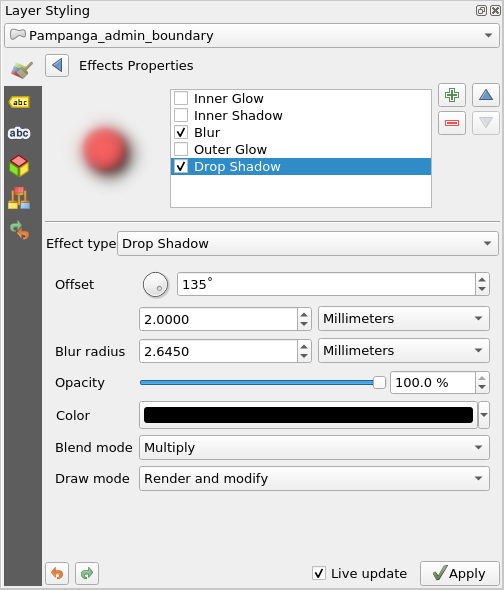 Layer Styling
Pampanga_admin_boundary
Effects Properties
abc
abc
Inner Glow
Inner Shadow
Blur
Outer Glow
Drop Shadow
Effect type Drop Shadow
Offset 135˚
2.0000 Millimeters
Blur radius 2.6450 Millimeters
Opacity 100.0 %
Color
Blend mode Multiply
Draw mode Render and modify
Live update Apply